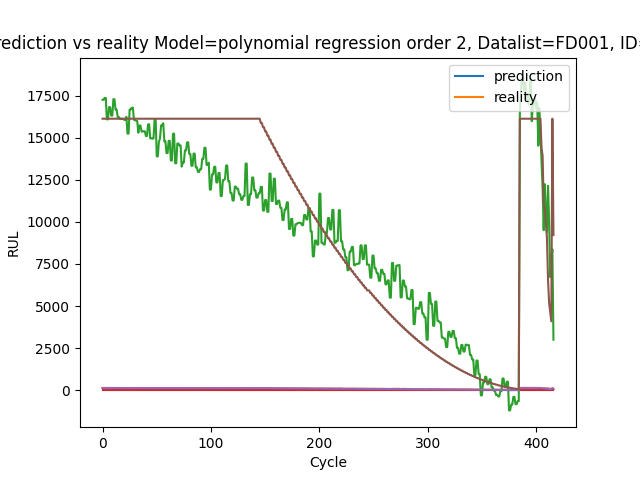 rediction vs reality Model=polynomial regression order 2, Datalist=FD001, ID=
prediction
reality
RUL
17500
15000
12500
10000
7500
5000
2500
0
0 100 200 300 400
Cycle